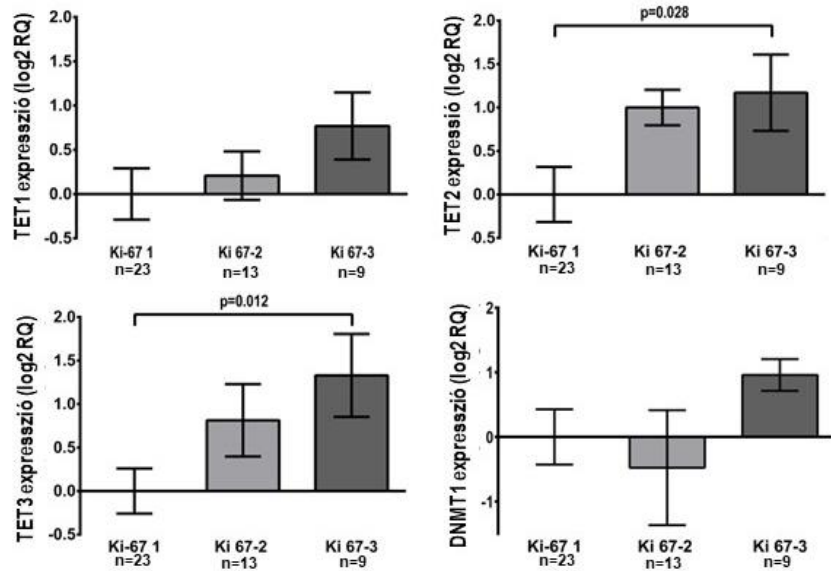 TET1 expresszió (log2 RQ)
2.0
1.5
1.0
0.5
0.0
-0.5
Ki-67 1
n=23
Ki 67-2
n=13
Ki 67-3
n=9
TET2 expresszió (log2 RQ)
2.0
1.5
1.0
0.5
0.0
-0.5
p=0.028
Ki-67 1
n=23
Ki 67-2
n=13
Ki 67-3
n=9
TET3 expresszió (log2 RQ)
2.0
1.5
1.0
0.5
0.0
-0.5
p=0.012
Ki-67 1
n=23
Ki 67-2
n=13
Ki 67-3
n=9
DNMT1 expresszió (log2 RQ)
2
1
0
-1
Ki-67 1
n=23
Ki 67-2
n=13
Ki 67-3
n=9